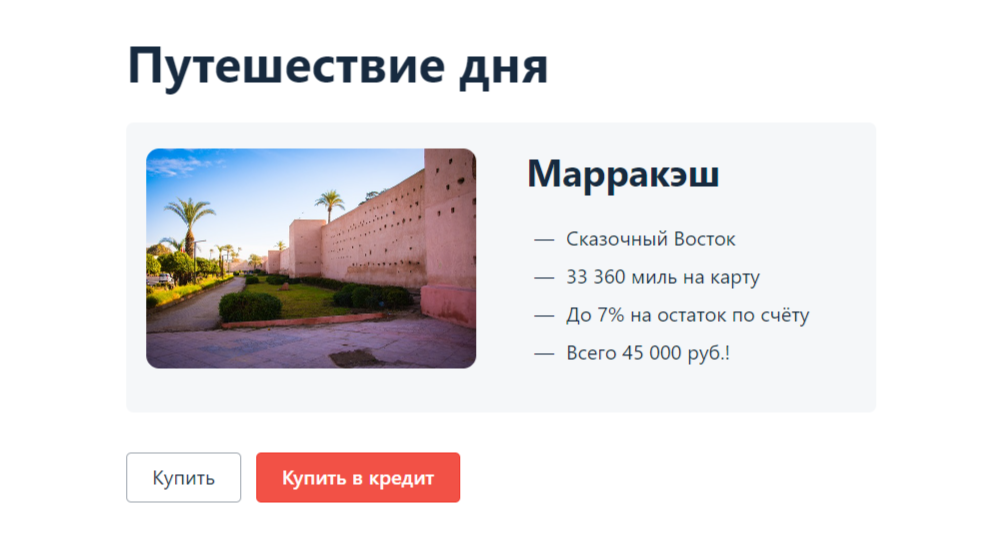 Путешествие дня
Марракэш
— Сказочный Восток
— 33 360 миль на карту
— До 7% на остаток по счёту
— Всего 45 000 руб.!
Купить
Купить в кредит